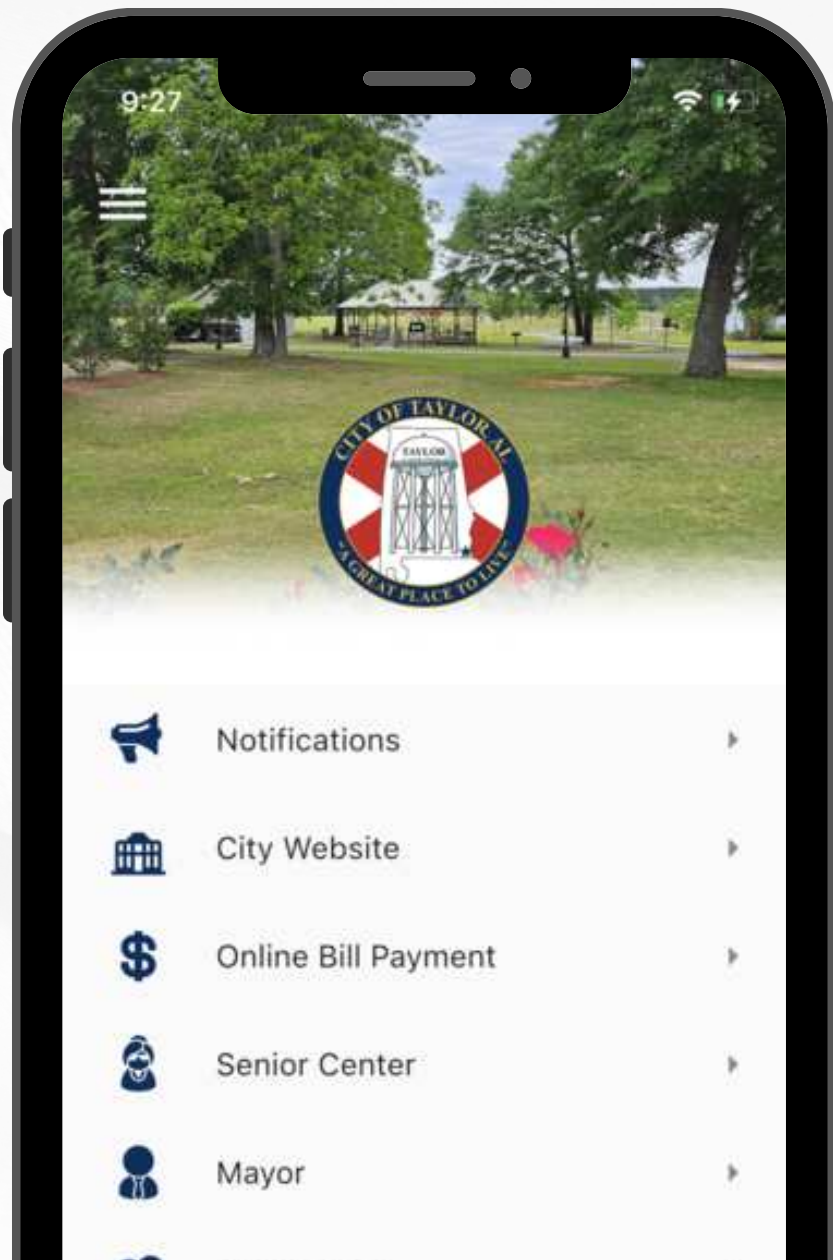 9:27
CITY OF TAYLOR, AL
TAYLOR
"A GREAT PLACE TO LIVE"
Notifications
City Website
Online Bill Payment
Senior Center
Mayor